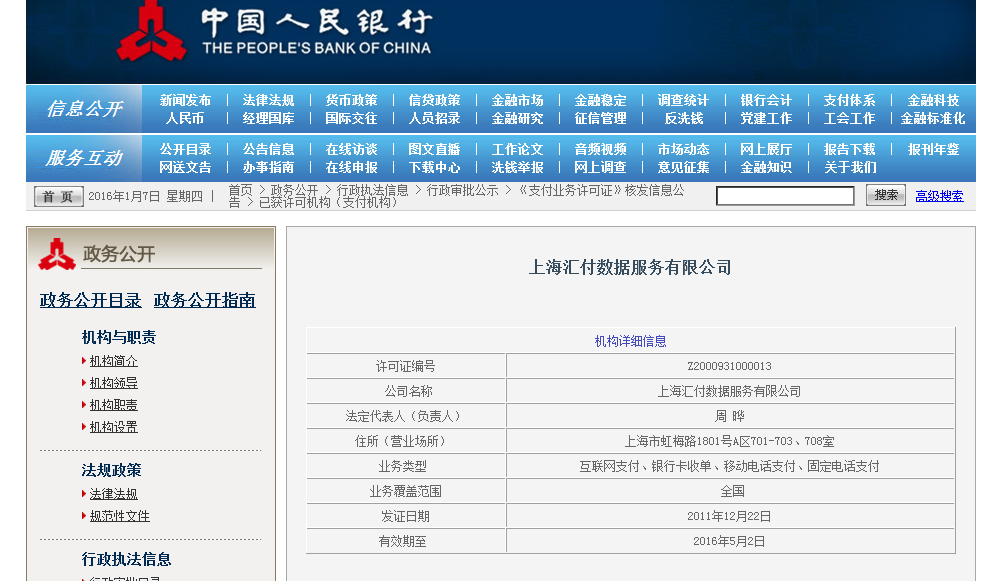 中国人民银行
THE PEOPLE'S BANK OF CHINA
信息公开
新闻发布 | 法律法规 | 货币政策 | 信贷政策 | 金融市场 | 金融稳定 | 调查统计 | 银行会计 | 支付体系 | 金融科技
人民币 | 经理国库 | 国际交往 | 人员招录 | 金融研究 | 征信管理 | 反洗钱 | 党建工作 | 工会工作 | 金融标准化
服务互动
公开目录 | 公告信息 | 在线访谈 | 图文直播 | 工作论文 | 音频视频 | 市场动态 | 网上展厅 | 报告下载 | 报刊年鉴
网送文告 | 办事指南 | 在线申报 | 下载中心 | 洗钱举报 | 网上调查 | 意见征集 | 金融知识 | 关于我们
首 页 2016年1月7日 星期四 |
首页 > 政务公开 > 行政执法信息 > 行政审批公示 > 《支付业务许可证》核发信息公
告 > 已获许可机构（支付机构）
搜索 高级搜索
政务公开
政务公开目录 政务公开指南
机构与职责
机构简介
机构领导
机构职责
机构设置
法规政策
法律法规
规范性文件
行政执法信息
上海汇付数据服务有限公司
机构详细信息
许可证编号 Z2000931000013
公司名称 上海汇付数据服务有限公司
法定代表人（负责人） 周 晔
住所（营业场所） 上海市虹梅路1801号A区701-703、708室
业务类型 互联网支付、银行卡收单、移动电话支付、固定电话支付
业务覆盖范围 全国
发证日期 2011年12月22日
有效期至 2016年5月2日